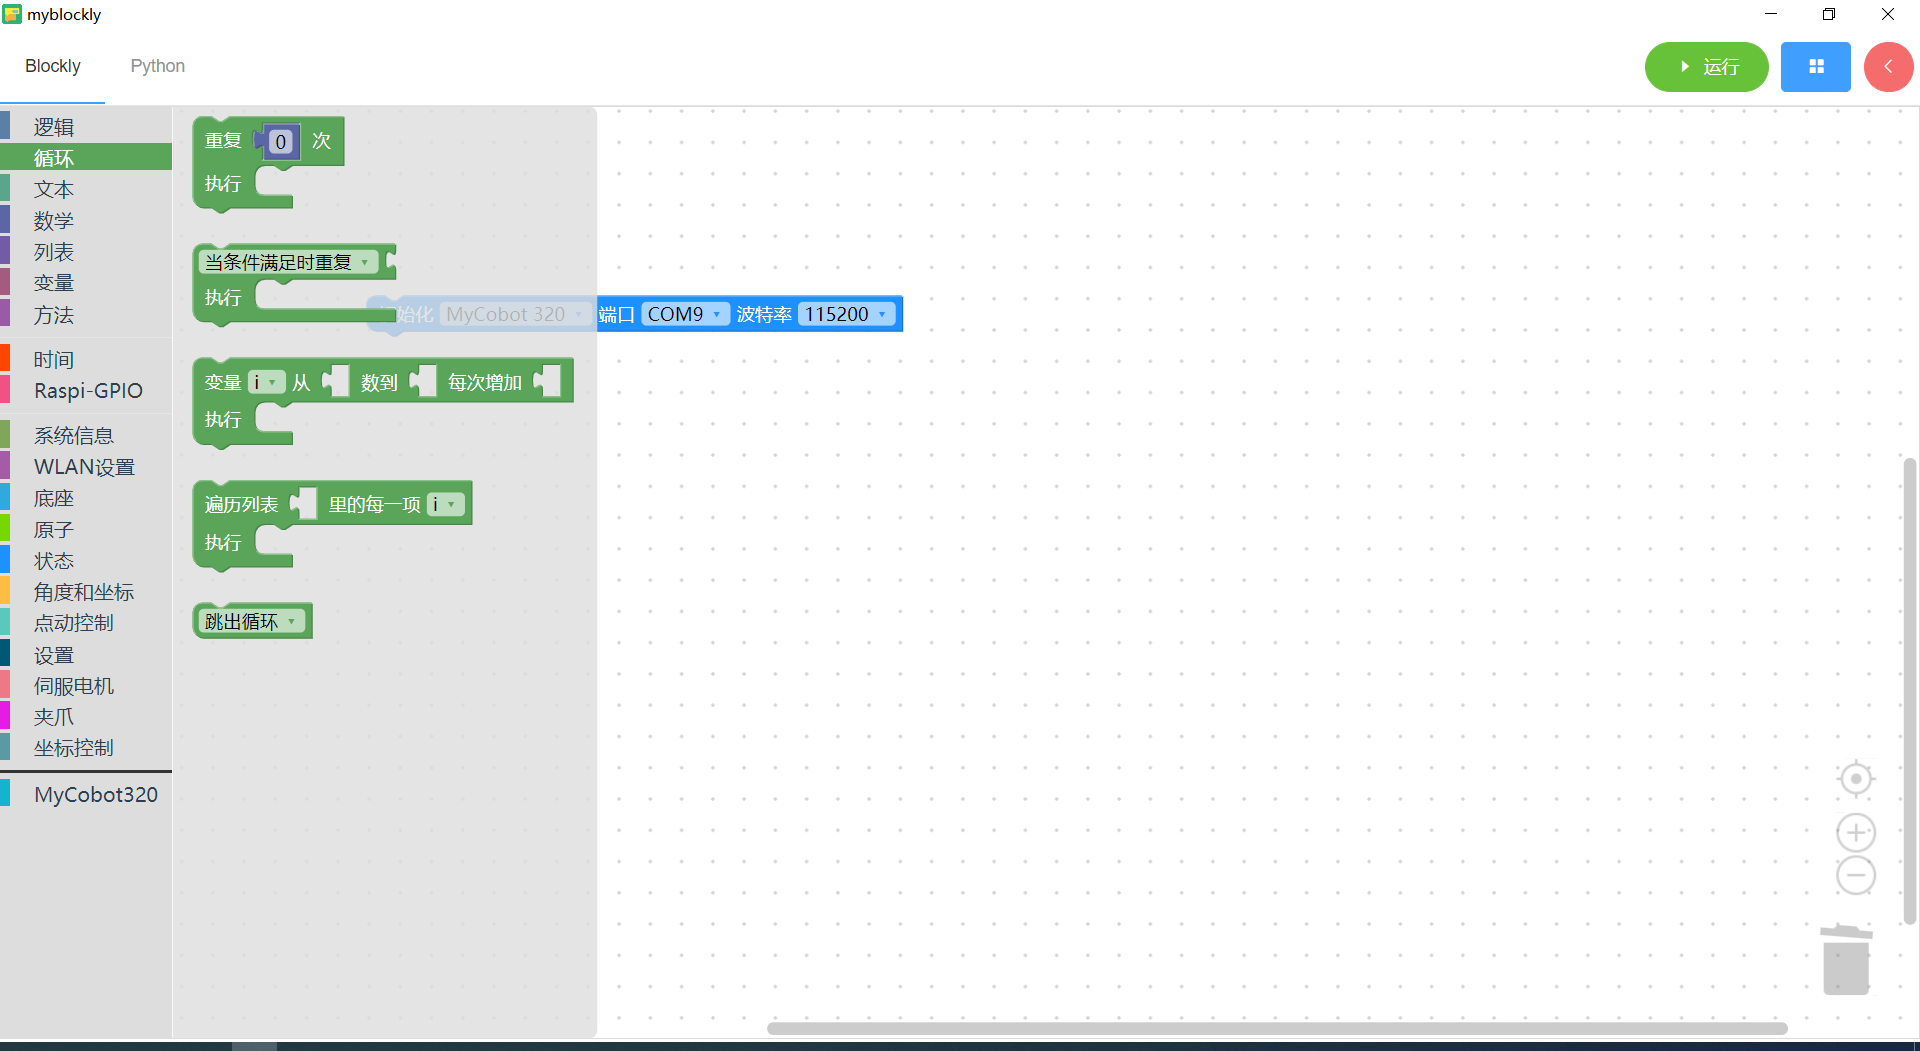 myblockly
Blockly Python 运行
逻辑
循环
文本
数学
列表
变量
方法
时间
Raspi-GPIO
系统信息
WLAN设置
底座
原子
状态
角度和坐标
点动控制
设置
伺服电机
夹爪
坐标控制
MyCobot320
重复 0 次
执行
当条件满足时重复
执行
始化 MyCobot 320 端口 COM9 波特率 115200
变量 i 从 数到 每次增加
执行
遍历列表 里的每一项 i
执行
跳出循环